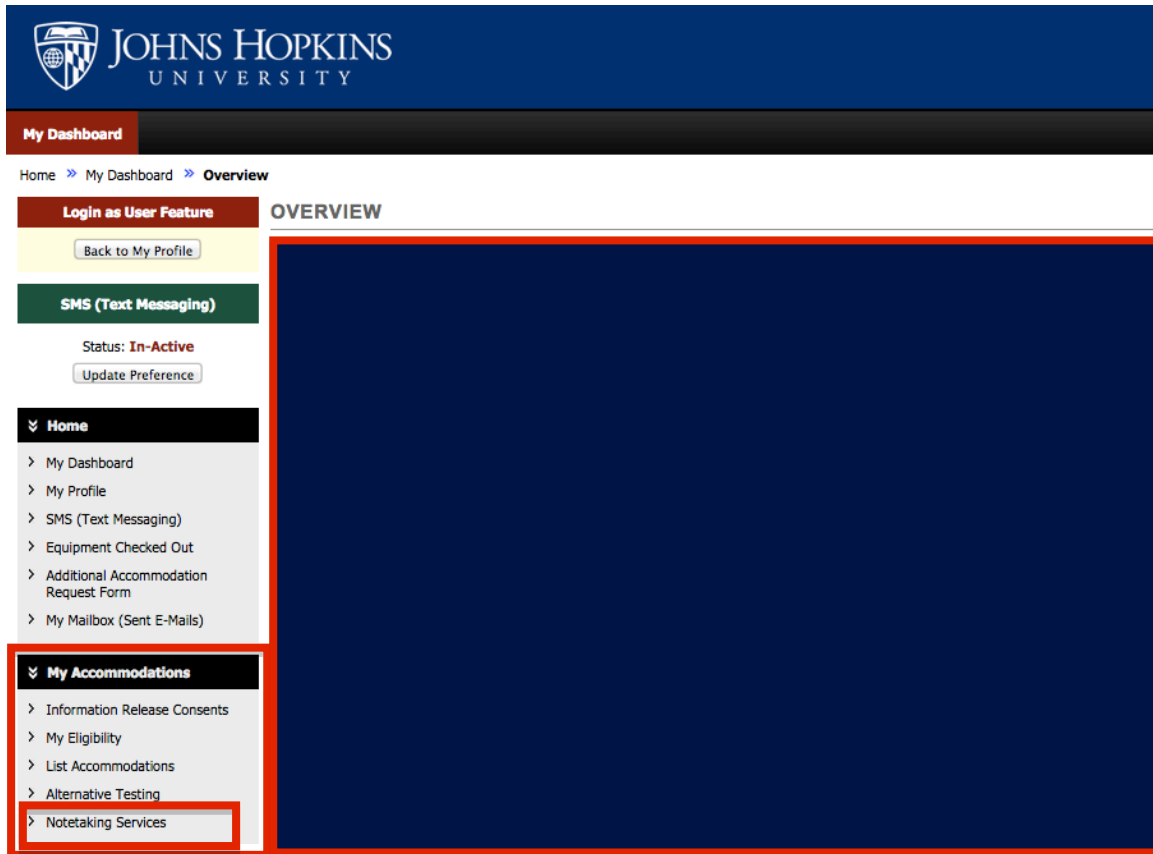 JOHNS HOPKINS
UNIVERSITY
My Dashboard
Home » My Dashboard » Overview
Login as User Feature
OVERVIEW
Back to My Profile
SMS (Text Messaging)
Status: In-Active
Update Preference
Home
My Dashboard
My Profile
SMS (Text Messaging)
Equipment Checked Out
Additional Accommodation
Request Form
My Mailbox (Sent E-Mails)
My Accommodations
Information Release Consents
My Eligibility
List Accommodations
Alternative Testing
Notetaking Services